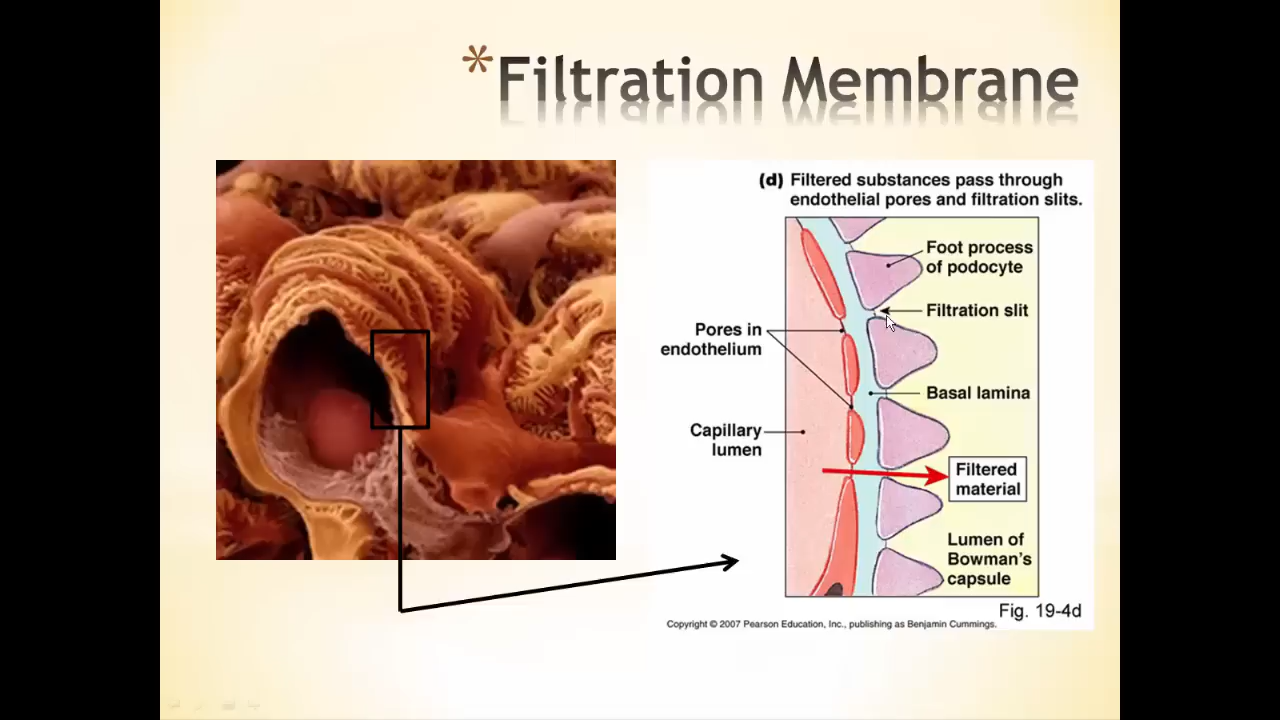 *Filtration Membrane
(d) Filtered substances pass through
endothelial pores and filtration slits.
Foot process
of podocyte
Filtration slit
Pores in
endothelium
Basal lamina
Capillary
lumen
Filtered
material
Lumen of
Bowman's
capsule
Fig. 19-4d
Copyright © 2007 Pearson Education, Inc., publishing as Benjamin Cummings.